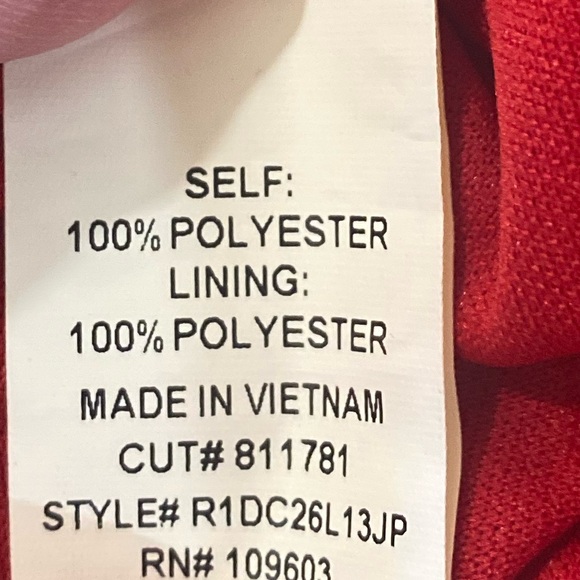 SELF:
100% POLYESTER
LINING:
100% POLYESTER
MADE IN VIETNAM
CUT# 811781
STYLE# R1DC26L13JP
RN# 109603